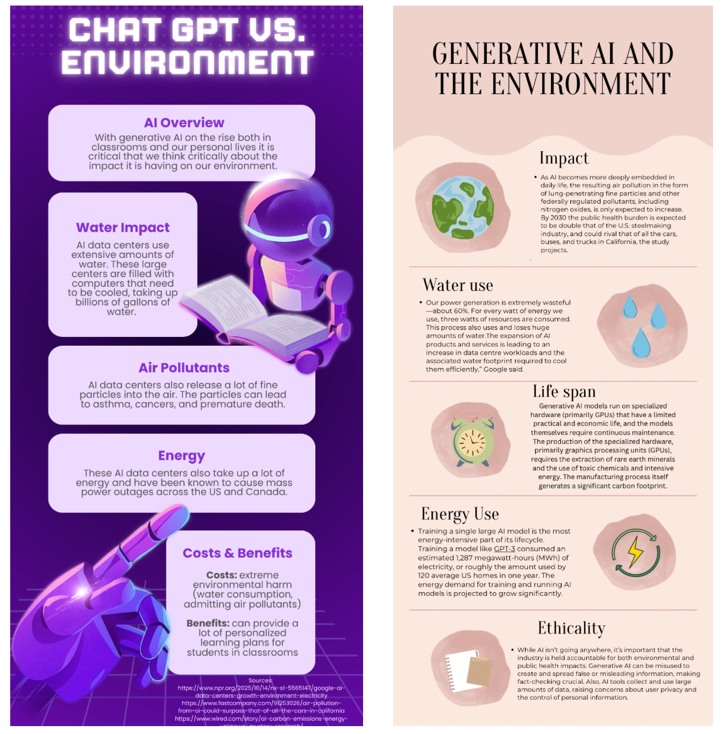 CHAT GPT VS.
ENVIRONMENT
AI Overview
With generative AI on the rise both in
classrooms and our personal lives it is
critical that we think critically about the
impact it is having on our environment.
Water Impact
AI data centers use
extensive amounts of
water. These large
centers are filled with
computers that need
to be cooled, taking up
billions of gallons of
water.
Air Pollutants
AI data centers also release a lot of fine
particles into the air. The particles can lead
to asthma, cancers, and premature death.
Energy
These AI data centers also take up a lot of
energy and have been known to cause mass
power outages across the US and Canada.
Costs & Benefits
Costs: extreme
environmental harm
(water consumption,
admitting air pollutants)
Benefits: can provide a
lot of personalized
learning plans for
students in classrooms
Sources:
https://www.npr.org/2025/10/14/nx-s1-5565147/google-ai-
data-centers-growth-environment-electricity
https://www.fastcompany.com/91253026/air-pollution-
from-ai-could-surpass-that-of-all-the-cars-in-california
https://www.wired.com/story/ai-carbon-emissions-energy-
GENERATIVE AI AND
THE ENVIRONMENT
Impact
• As AI becomes more deeply embedded in
daily life, the resulting air pollution in the form
of lung-penetrating fine particles and other
federally regulated pollutants, including
nitrogen oxides, is only expected to increase.
By 2030 the public health burden is expected
to be double that of the U.S. steelmaking
industry, and could rival that of all the cars,
buses, and trucks in California, the study
projects.
Water use
• Our power generation is extremely wasteful
—about 60%. For every watt of energy we
use, three watts of resources are consumed.
This process also uses and loses huge
amounts of water.The expansion of AI
products and services is leading to an
increase in data centre workloads and the
associated water footprint required to cool
them efficiently,” Google said.
Life span
Generative AI models run on specialized
hardware (primarily GPUs) that have a limited
practical and economic life, and the models
themselves require continuous maintenance.
The production of the specialized hardware,
primarily graphics processing units (GPUs),
requires the extraction of rare earth minerals
and the use of toxic chemicals and intensive
energy. The manufacturing process itself
generates a significant carbon footprint.
Energy Use
• Training a single large AI model is the most
energy-intensive part of its lifecycle.
Training a model like GPT-3 consumed an
estimated 1,287 megawatt-hours (MWh) of
electricity, or roughly the amount used by
120 average US homes in one year. The
energy demand for training and running AI
models is projected to grow significantly.
Ethicality
• While AI isn't going anywhere, it's important that the
industry is held accountable for both environmental and
public health impacts. Generative AI can be misused to
create and spread false or misleading information, making
fact-checking crucial. Also, AI tools collect and use large
amounts of data, raising concerns about user privacy and
the control of personal information.